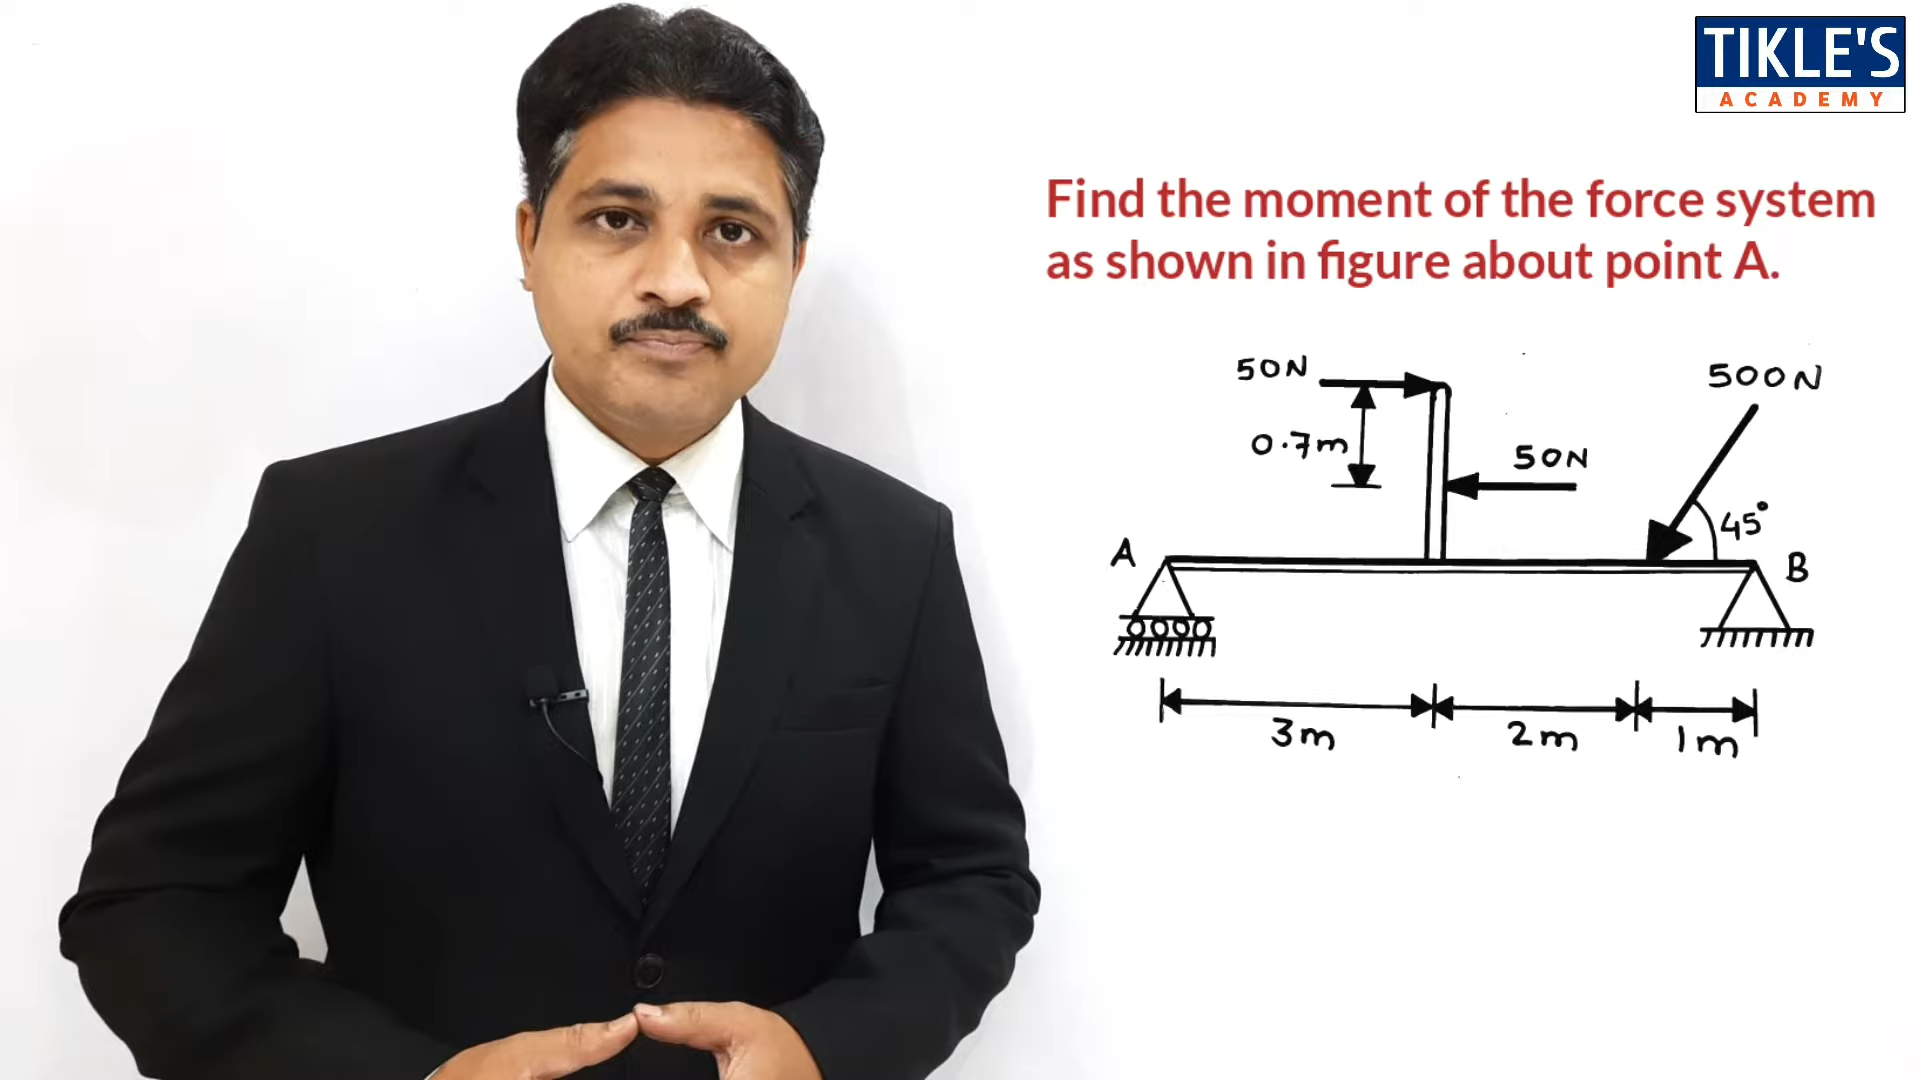 TIKLE'S
ACADEMY
Find the moment of the force system
as shown in figure about point A.
50N
500N
0.7m
50N
45°
A
B
3m
2m
1m